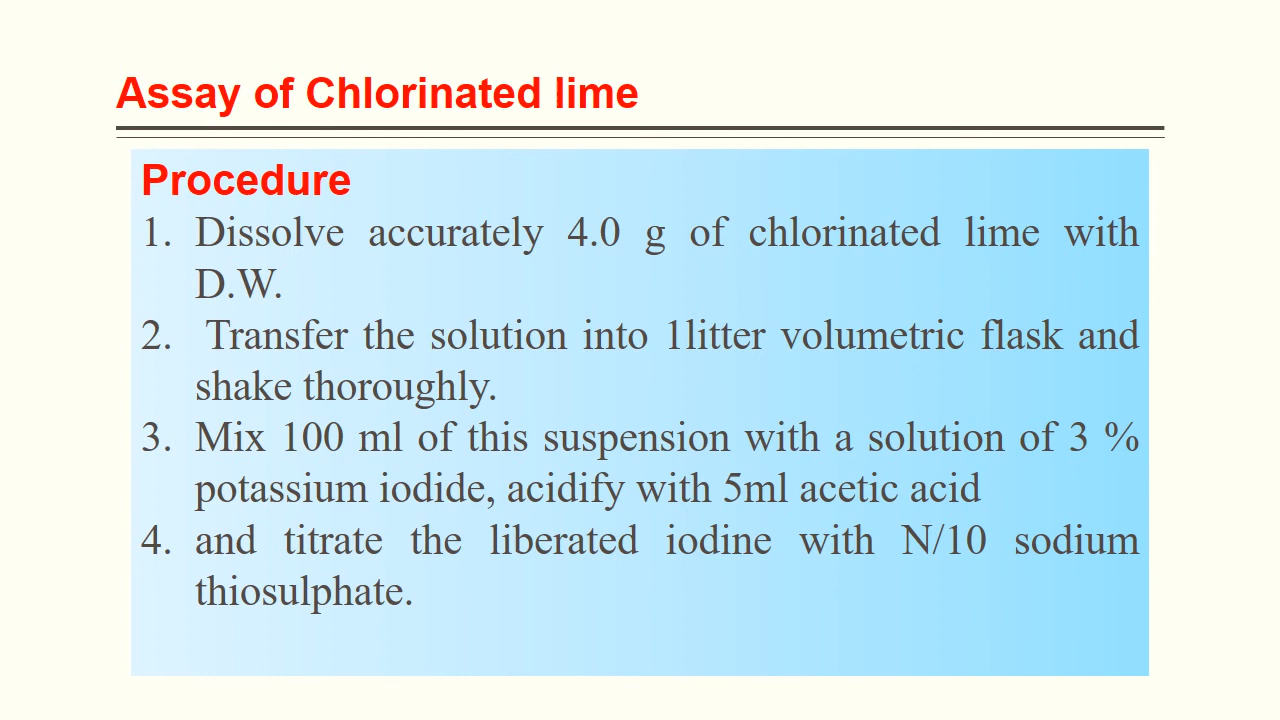 Assay of Chlorinated lime
Procedure
1. Dissolve accurately 4.0 g of chlorinated lime with
D.W.
2. Transfer the solution into 1litter volumetric flask and
shake thoroughly.
3. Mix 100 ml of this suspension with a solution of 3 %
potassium iodide, acidify with 5ml acetic acid
4. and titrate the liberated iodine with N/10 sodium
thiosulphate.